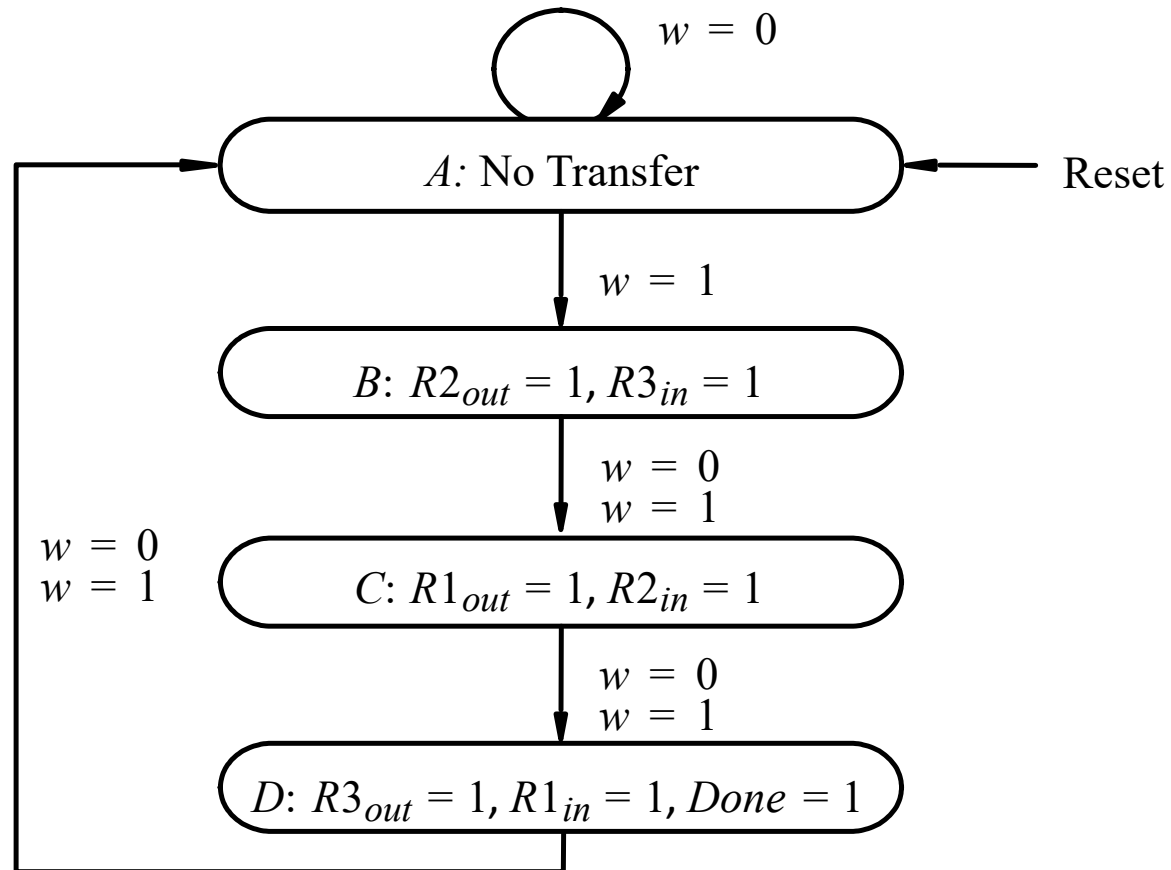 w = 0
A: No Transfer
Reset
w = 1
B: R2out = 1, R3in = 1
w = 0
w = 1
w = 0
w = 1
C: R1out = 1, R2in = 1
w = 0
w = 1
D: R3out = 1, R1in = 1, Done = 1